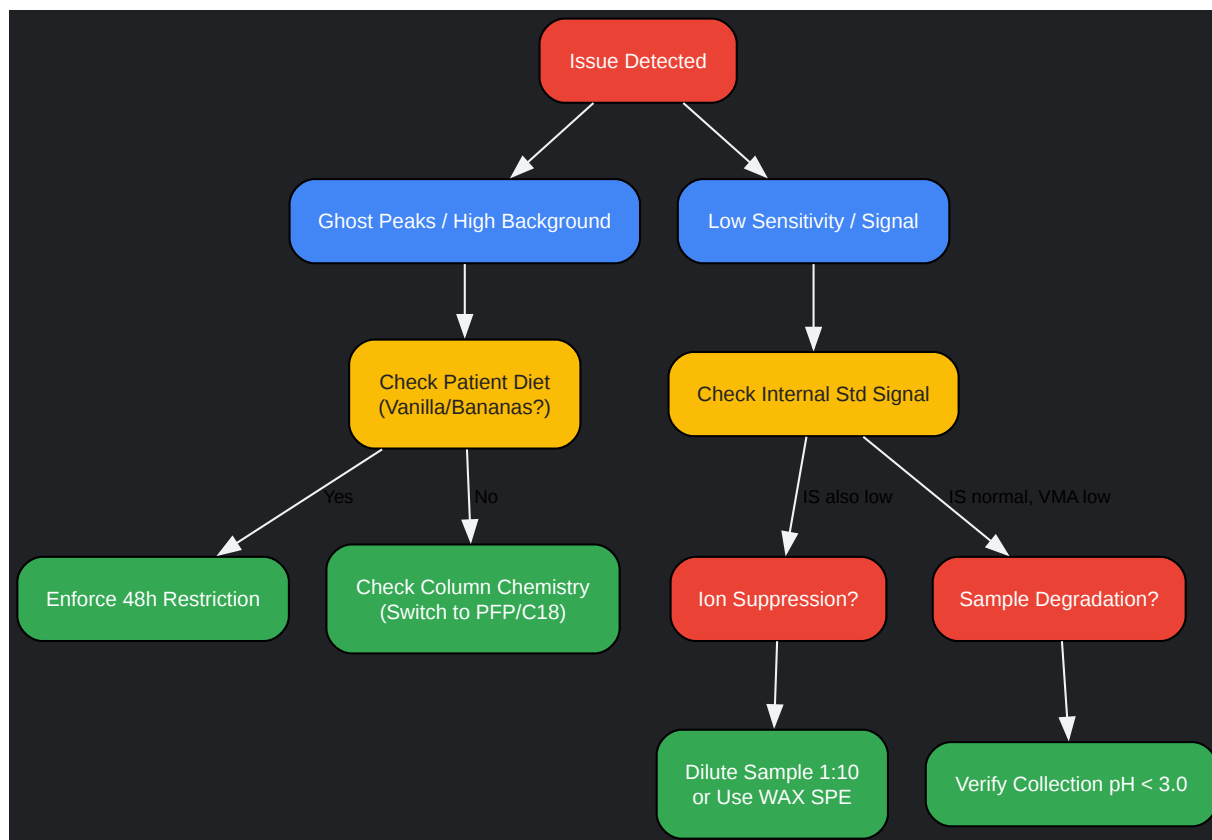 Issue Detected
Ghost Peaks / High Background
Low Sensitivity / Signal
Check Patient Diet
(Vanilla/Bananas?)
Check Internal Std Signal
Yes
No
IS also low
IS normal, VMA low
Enforce 48h Restriction
Check Column Chemistry
(Switch to PFP/C18)
Ion Suppression?
Sample Degradation?
Dilute Sample 1:10
or Use WAX SPE
Verify Collection pH < 3.0